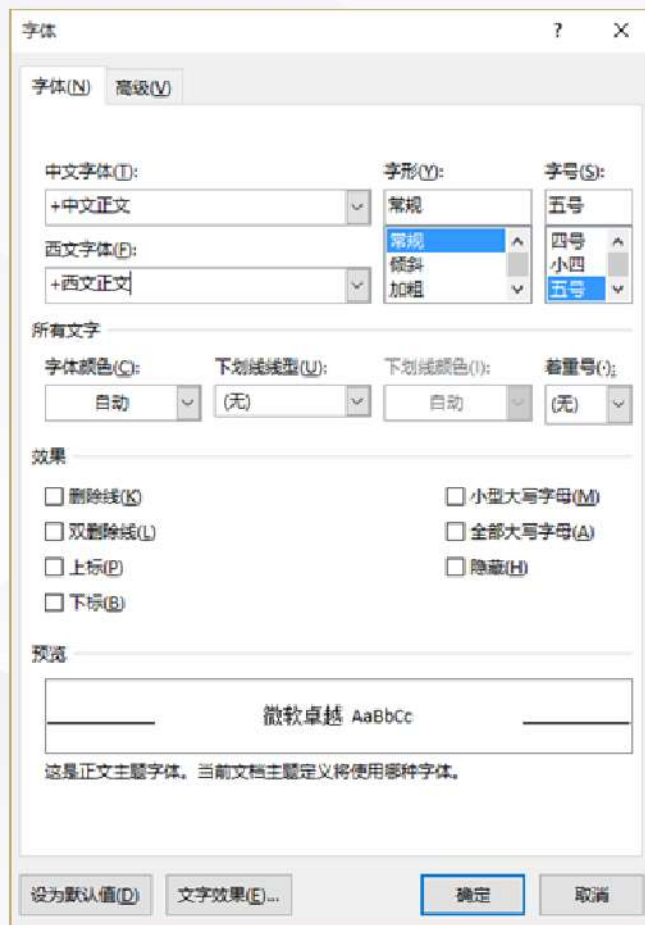 字体 ? X
字体(N) 高级(V)
中文字体(T): 字形(Y): 字号(S):
+中文正文 常规 五号
西文字体(F): 常规 四号
+西文正文 倾斜 小四
加粗 五号
所有文字
字体颜色(C): 下划线线型(U): 下划线颜色(I): 着重号(·):
自动 (无) 自动 (无)
效果
删除线(K) 小型大写字母(M)
双删除线(L) 全部大写字母(A)
上标(P) 隐藏(H)
下标(B)
预览
微软卓越 AaBbCc
这是正文主题字体。当前文档主题定义将使用哪种字体。
设为默认值(D) 文字效果(E)... 确定 取消